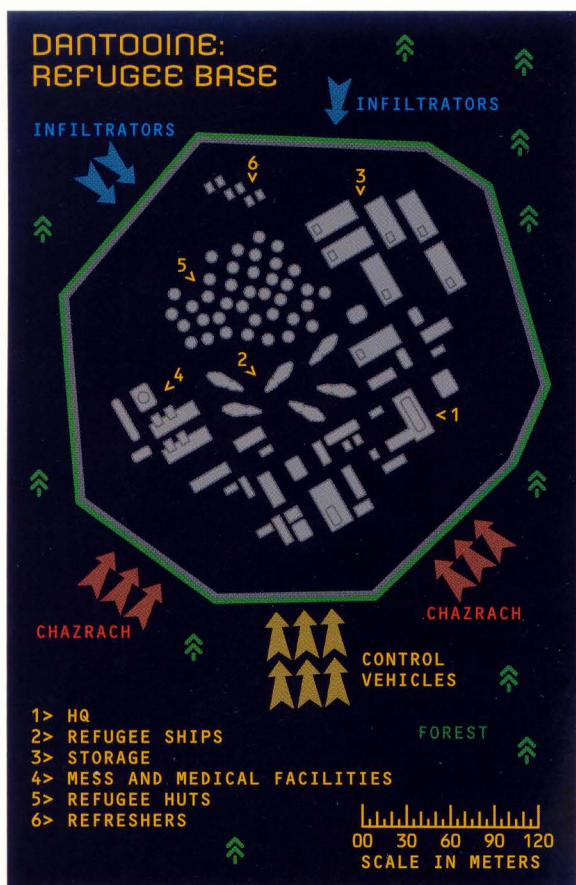 DANTOOINE:
REFUGEE BASE
INFILTRATORS
INFILTRATORS
6
3
5
2
4
1
CHAZRACH
CHAZRACH
CONTROL
VEHICLES
FOREST
1> HQ
2> REFUGEE SHIPS
3> STORAGE
4> MESS AND MEDICAL FACILITIES
5> REFUGEE HUTS
6> REFRESHERS
00 30 60 90 120
SCALE IN METERS